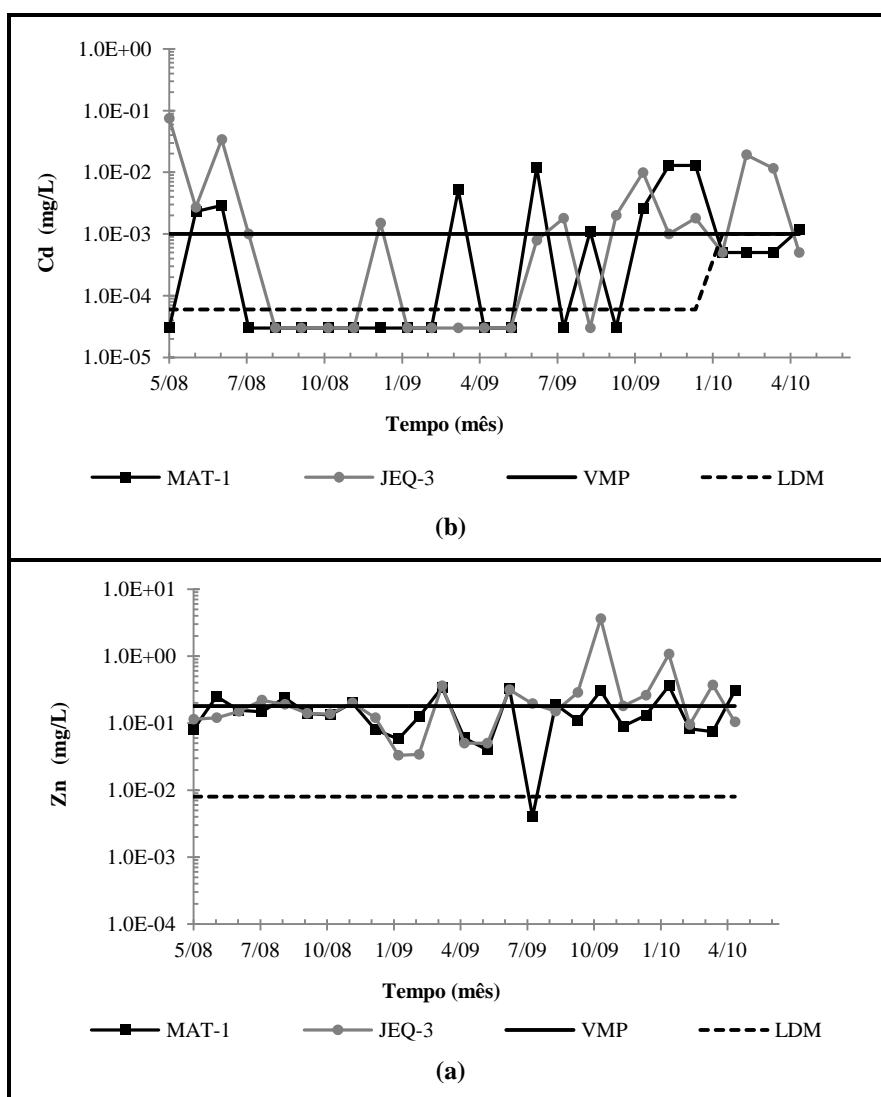 1.0E+00
1.0E-01
1.0E-02
1.0E-03
1.0E-04
1.0E-05
Cd (mg/L)
5/08 7/08 10/08 1/09 4/09 7/09 10/09 1/10 4/10
Tempo (mês)
MAT-1 JEQ-3 VMP LDM
(b)
1.0E+01
1.0E+00
1.0E-01
1.0E-02
1.0E-03
1.0E-04
Zn (mg/L)
5/08 7/08 10/08 1/09 4/09 7/09 10/09 1/10 4/10
Tempo (mês)
MAT-1 JEQ-3 VMP LDM
(a)